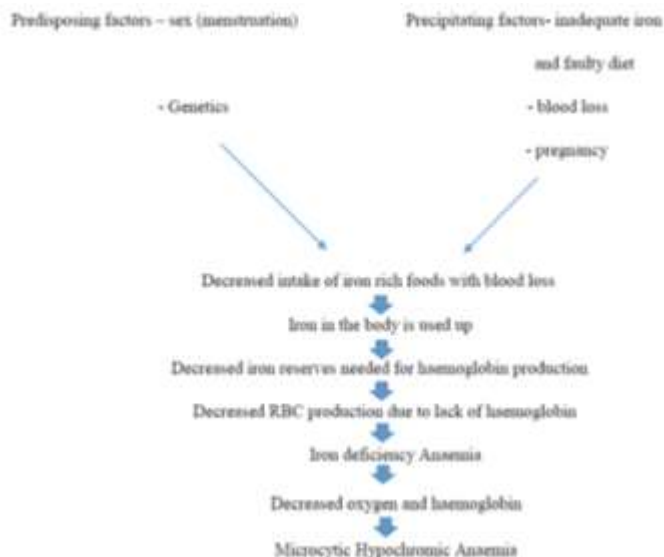 Predisposing factors – sex (menstruation)
- Genetics
Precipitating factors- inadequate iron
and faulty diet
- blood loss
- pregnancy
Decreased intake of iron rich foods with blood loss
Iron in the body is used up
Decreased iron reserves needed for haemoglobin production
Decreased RBC production due to lack of haemoglobin
Iron deficiency Anaemia
Decreased oxygen and haemoglobin
Microcytic Hypochromic Anaemia